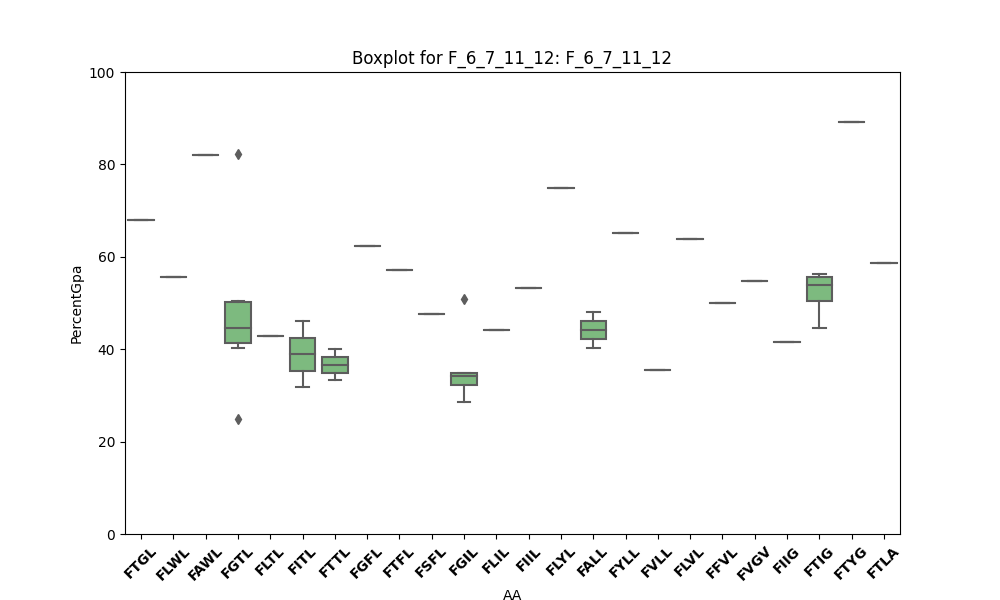 Boxplot for F_6_7_11_12: F_6_7_11_12
100
80
60
40
20
0
PercentGpa
FTGL FLWL FAWL FGTL FLTL FITL FTTL FGFL FTFL FSFL FGIL FLIL FIIL FLYL FALL FYLL FVLL FLVL FFVL FVGV FIIG FTIG FTYG FTLA
AA